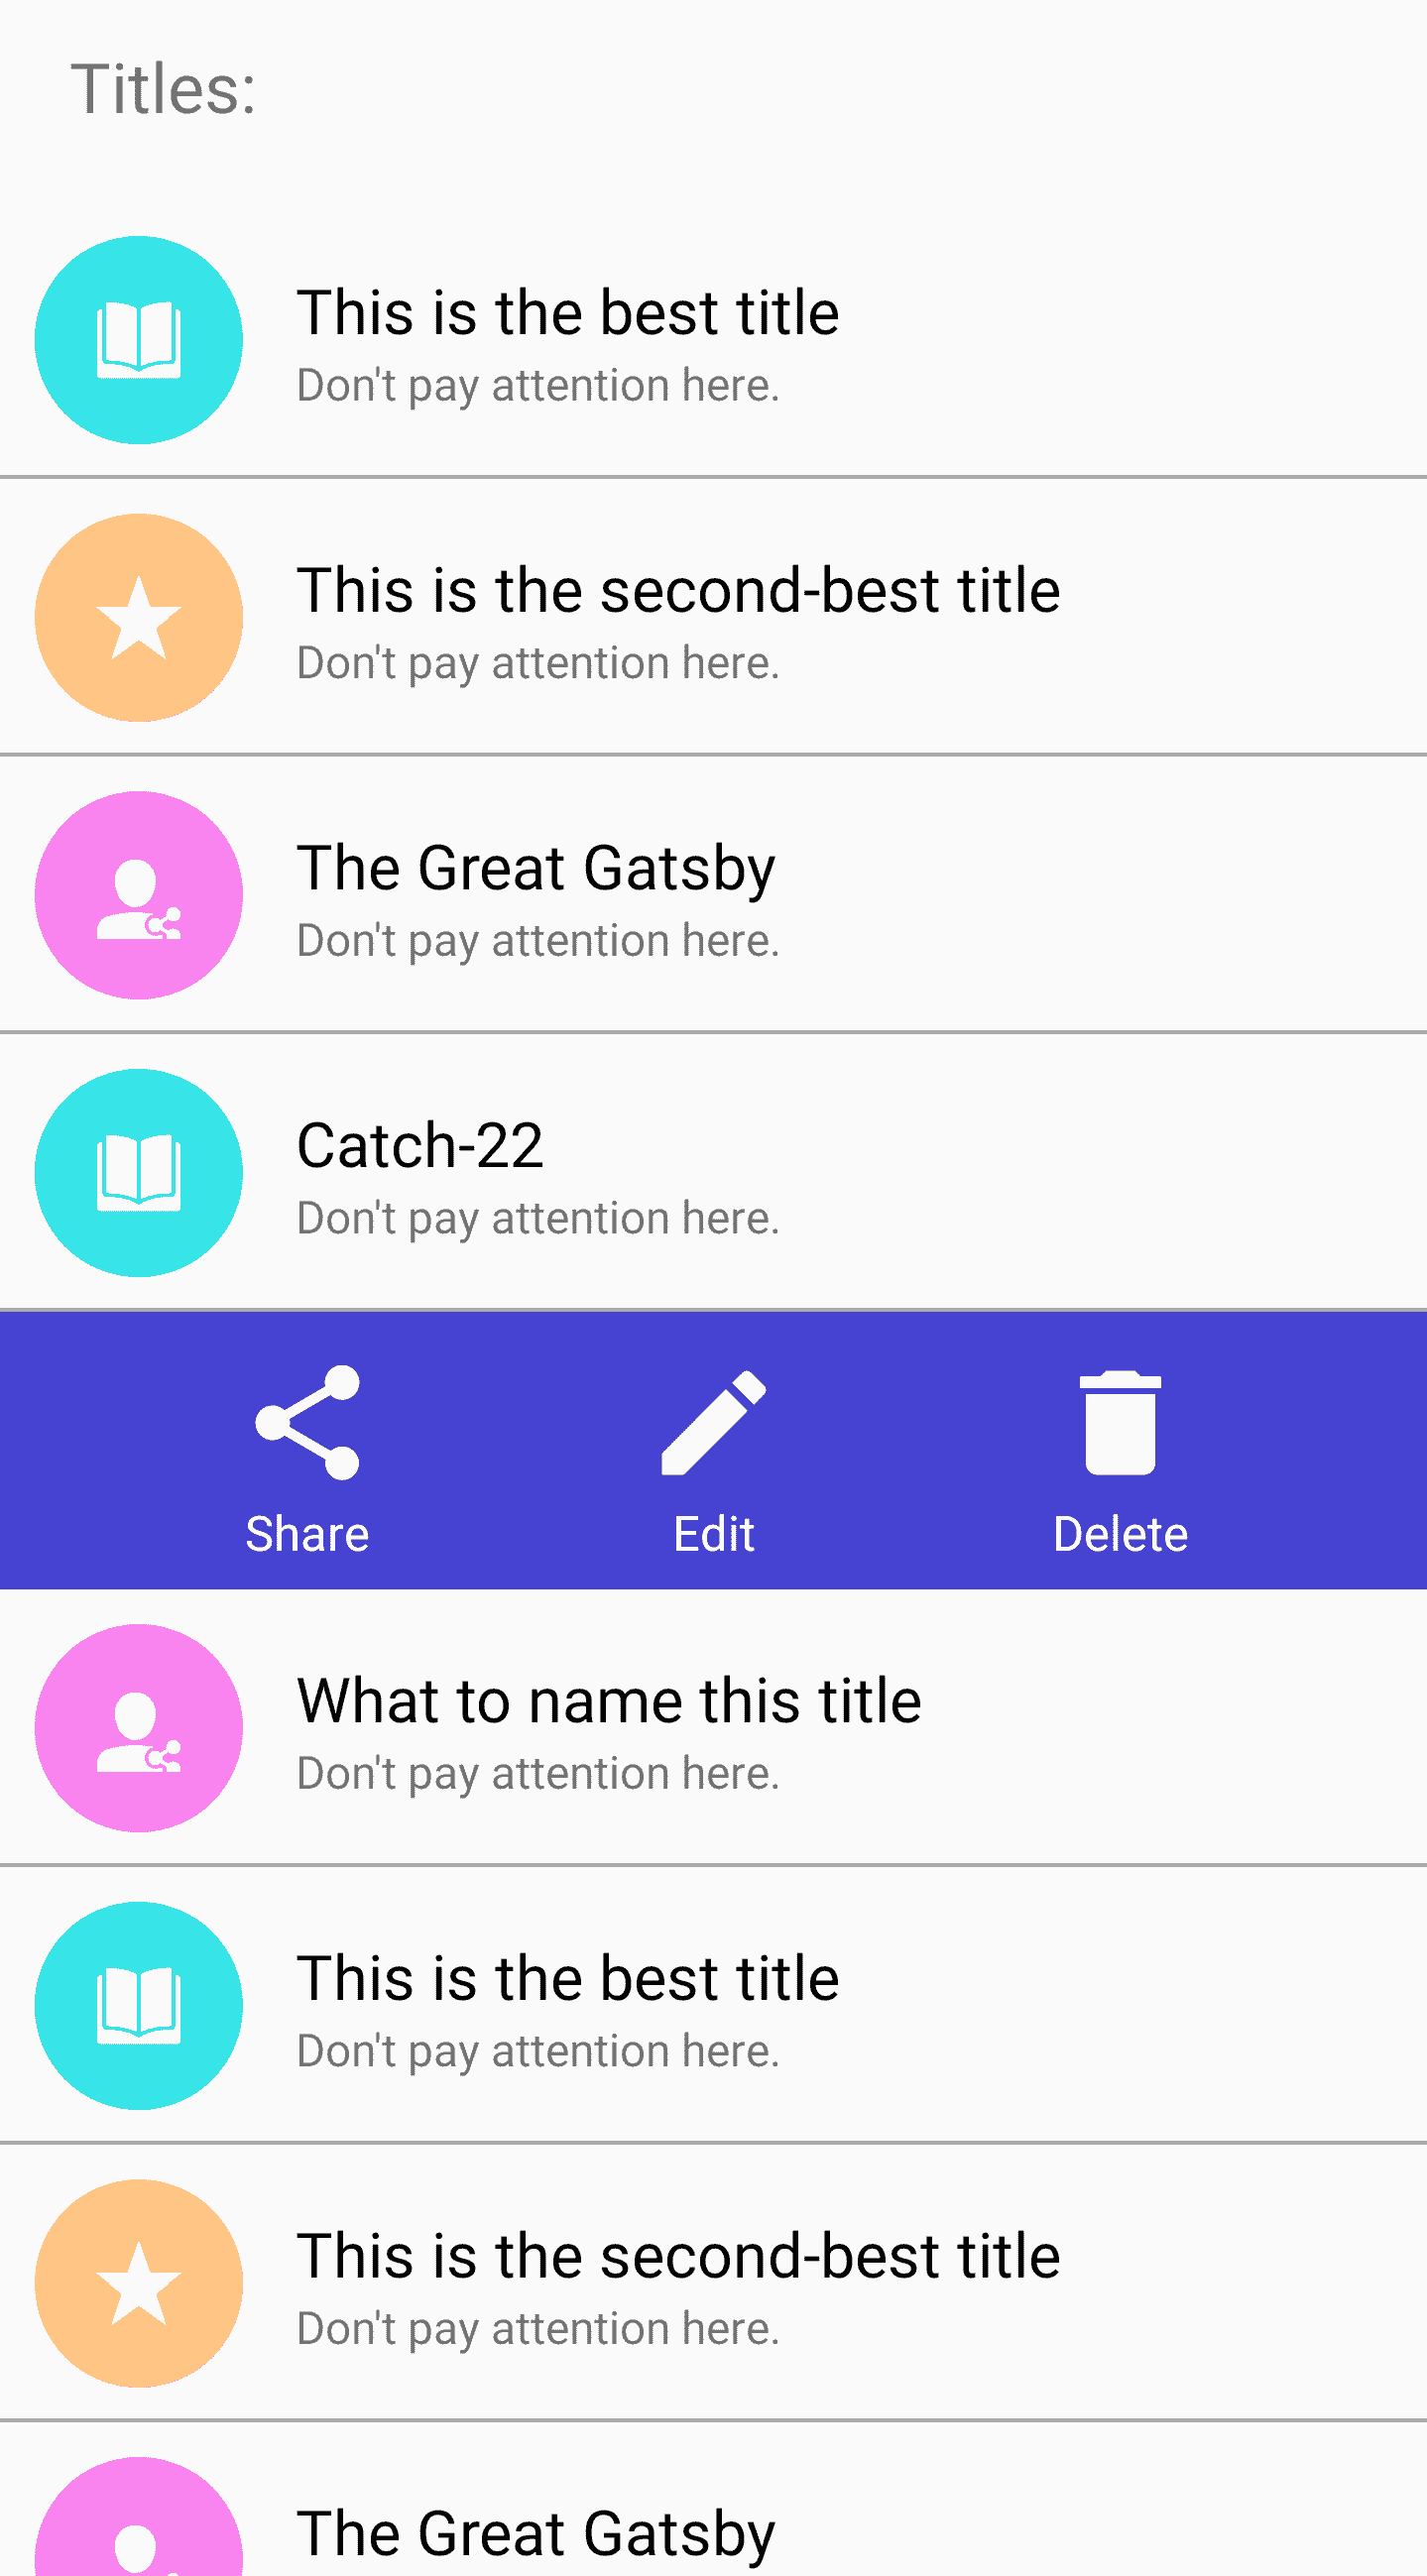 Titles:
This is the best title
Don't pay attention here.
This is the second-best title
Don't pay attention here.
The Great Gatsby
Don't pay attention here.
Catch-22
Don't pay attention here.
Share Edit Delete
What to name this title
Don't pay attention here.
This is the best title
Don't pay attention here.
This is the second-best title
Don't pay attention here.
The Great Gatsby